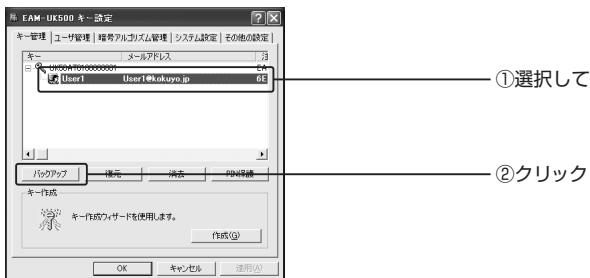 EAM-UK500 キー設定
キー管理 ユーザ管理 暗号アルゴリズム管理 システム設定 その他の設定
キー メールアドレス
UK50AT0100000001 EA
User1 User1@kokuyo.jp 6E
①選択して
バックアップ 復元 消去 PIN保護
②クリック
キー作成
キー作成ウィザードを使用します。
作成(G)
OK キャンセル 適用(A)